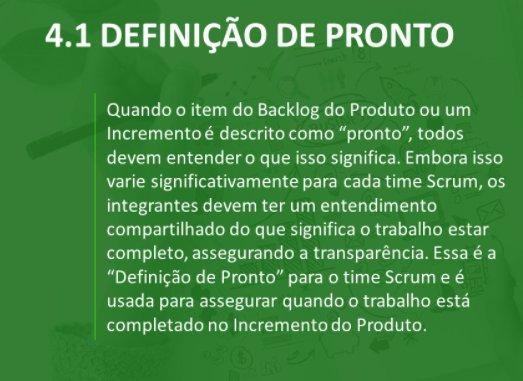 4.1 DEFINIÇÃO DE PRONTO
Quando o item do Backlog do Produto ou um
Incremento é descrito como “pronto”, todos
devem entender o que isso significa. Embora isso
varie significativamente para cada time Scrum, os
integrantes devem ter um entendimento
compartilhado do que significa o trabalho estar
completo, assegurando a transparência. Essa é a
“Definição de Pronto” para o time Scrum e é
usada para assegurar quando o trabalho está
completado no Incremento do Produto.